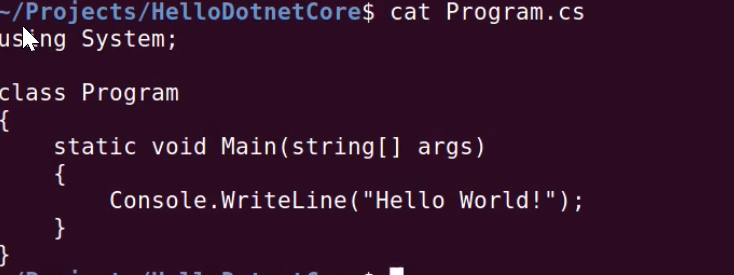 ~/Projects/HelloDotnetCore$ cat Program.cs
using System;
class Program
{
static void Main(string[] args)
{
Console.WriteLine("Hello World!");
}
}
~/Projects/HelloDotnetCore$